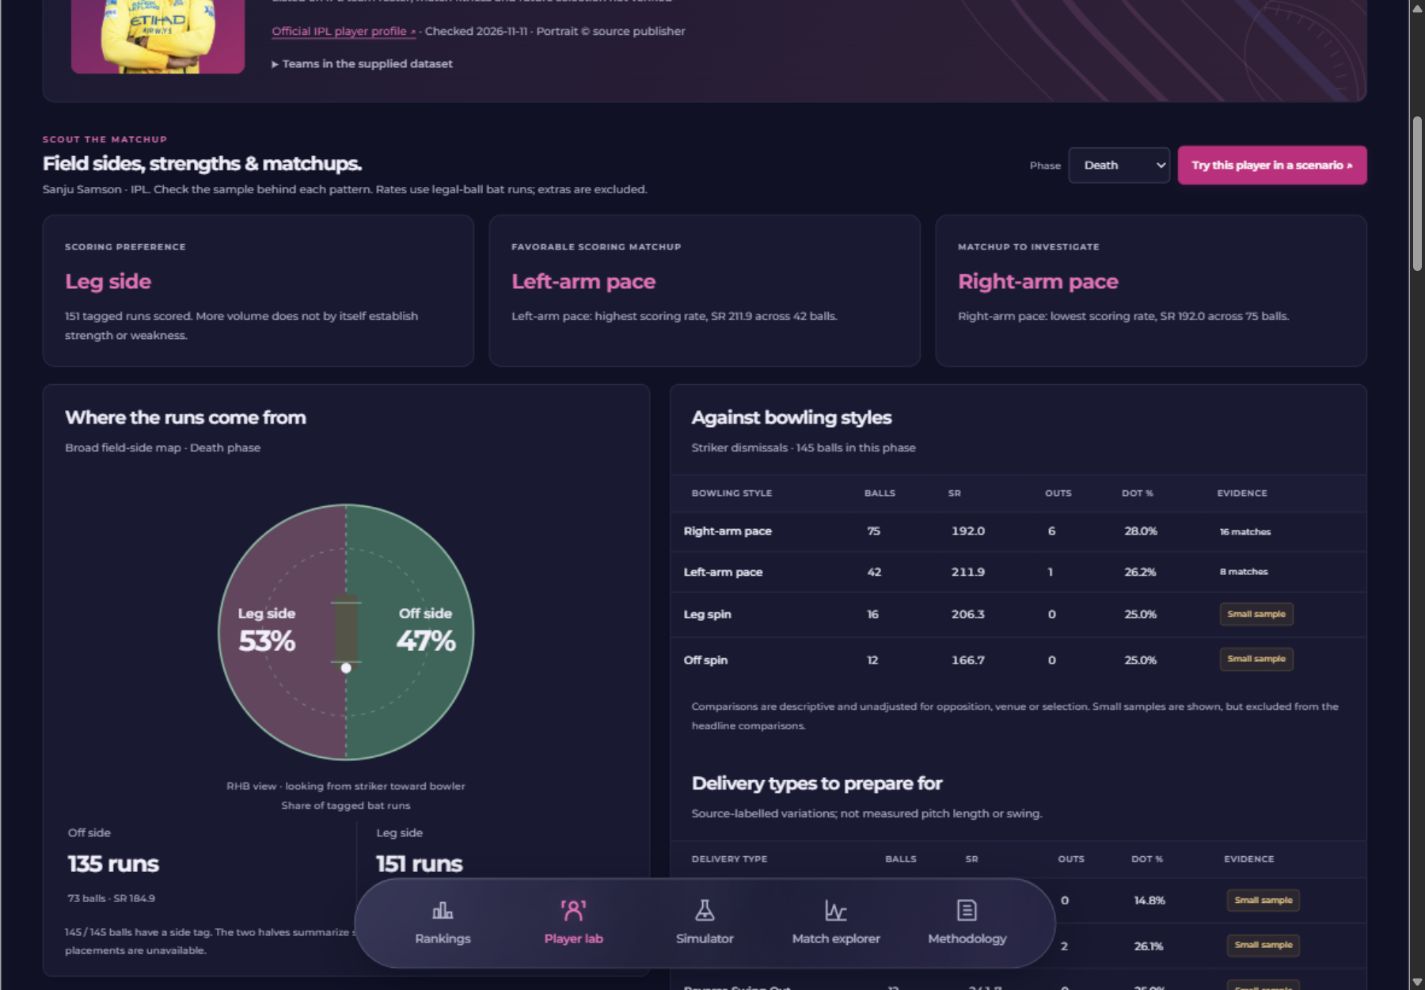 ETIHAD
AIRWAYS
Official IPL player profile · Checked 2026-11-11 · Portrait © source publisher
Teams in the supplied dataset
SCOUT THE MATCHUP
Field sides, strengths & matchups.
Sanju Samson · IPL. Check the sample behind each pattern. Rates use legal-ball bat runs; extras are excluded.
Phase Death Try this player in a scenario
SCORING PREFERENCE
Leg side
151 tagged runs scored. More volume does not by itself establish
strength or weakness.
FAVORABLE SCORING MATCHUP
Left-arm pace
Left-arm pace: highest scoring rate, SR 211.9 across 42 balls.
MATCHUP TO INVESTIGATE
Right-arm pace
Right-arm pace: lowest scoring rate, SR 192.0 across 75 balls.
Where the runs come from
Broad field-side map · Death phase
Leg side
53%
Off side
47%
RHB view · looking from striker toward bowler
Share of tagged bat runs
Off side
135 runs
73 balls · SR 184.9
Leg side
151 runs
145 / 145 balls have a side tag. The two halves summarize
placements are unavailable.
Against bowling styles
Striker dismissals · 145 balls in this phase
BOWLING STYLE BALLS SR OUTS DOT % EVIDENCE
Right-arm pace 75 192.0 6 28.0% 16 matches
Left-arm pace 42 211.9 1 26.2% 8 matches
Leg spin 16 206.3 0 25.0% Small sample
Off spin 12 166.7 0 25.0% Small sample
Comparisons are descriptive and unadjusted for opposition, venue or selection. Small samples are shown, but excluded from the
headline comparisons.
Delivery types to prepare for
Source-labelled variations; not measured pitch length or swing.
DELIVERY TYPE BALLS SR OUTS DOT % EVIDENCE
0 14.8% Small sample
2 26.1% Small sample
Rankings
Player lab
Simulator
Match explorer
Methodology